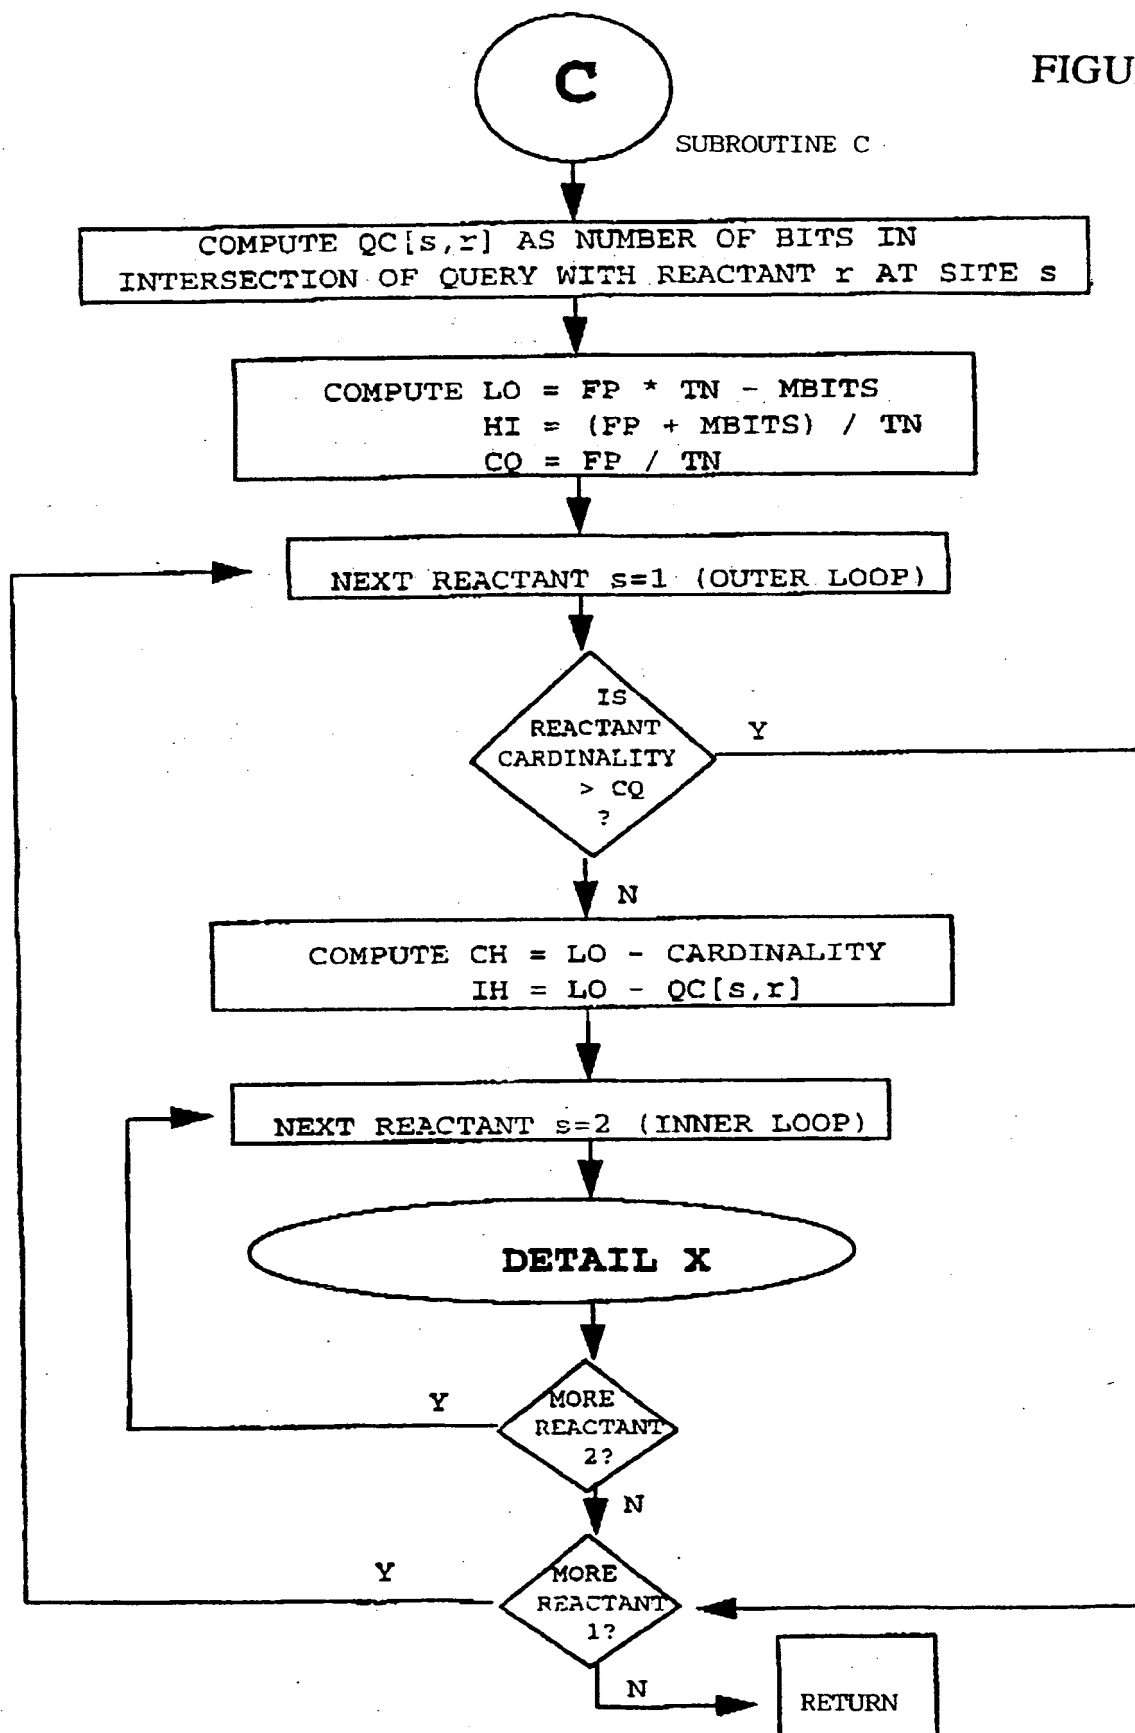 C
FIGU
SUBROUTINE C
COMPUTE QC[s,r] AS NUMBER OF BITS IN
INTERSECTION OF QUERY WITH REACTANT r AT SITE s
COMPUTE LO = FP * TN - MBITS
HI = (FP + MBITS) / TN
CQ = FP / TN
NEXT REACTANT s=1 (OUTER LOOP)
IS
REACTANT
CARDINALITY
> CQ
?
Y
N
COMPUTE CH = LO - CARDINALITY
IH = LO - QC[s,r]
NEXT REACTANT s=2 (INNER LOOP)
DETAIL X
MORE
REACTANT
2?
Y
N
MORE
REACTANT
1?
Y
N
RETURN